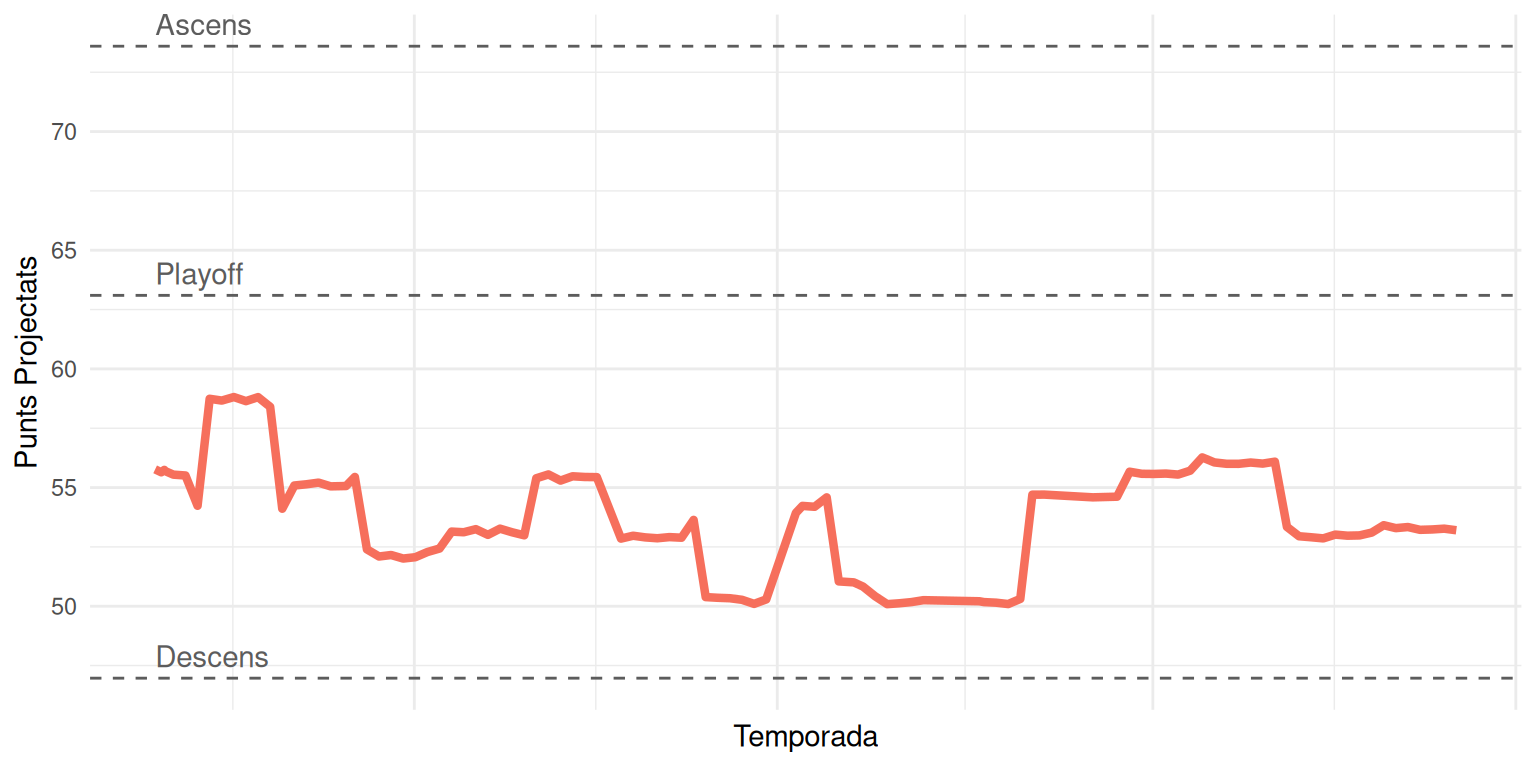 Ascens
70
65
Playoff
60
55
50
Descens
Punts Projectats
Temporada